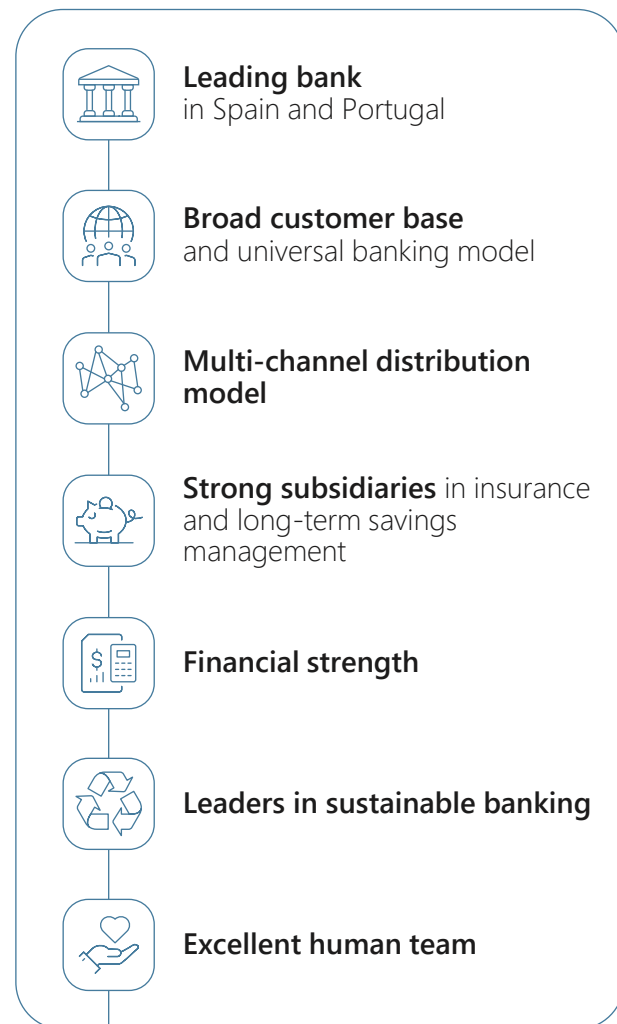 Leading bank
in Spain and Portugal
Broad customer base
and universal banking model
Multi-channel distribution
model
Strong subsidiaries in insurance
and long-term savings
management
$
Financial strength
Leaders in sustainable banking
Excellent human team